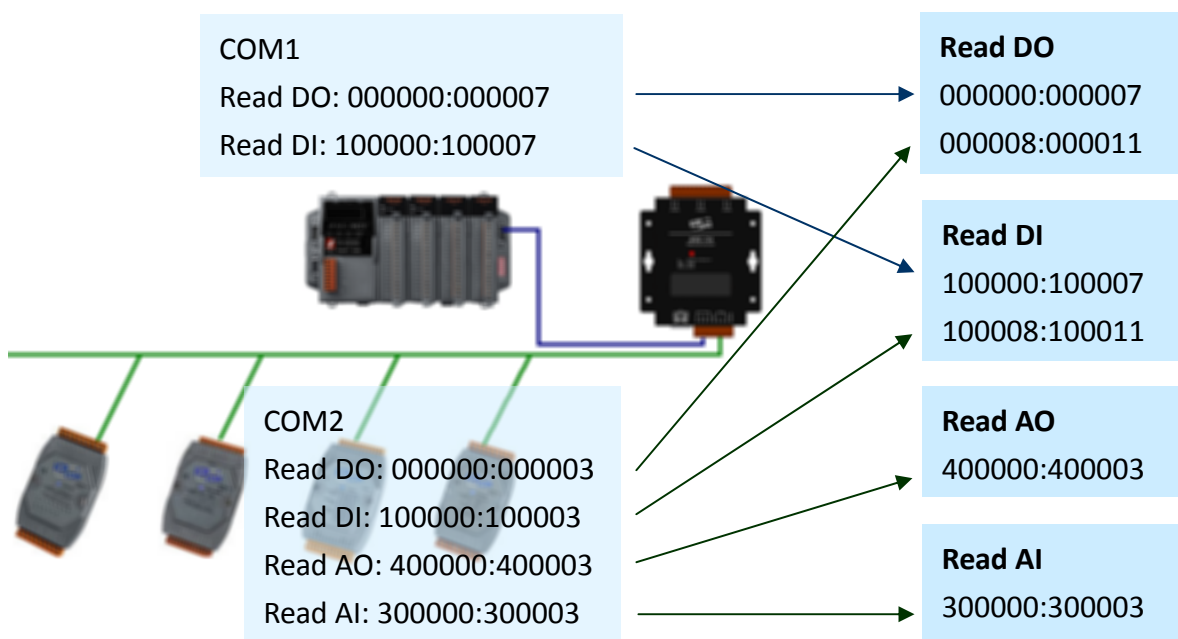 COM1
Read DO: 000000:000007
Read DI: 100000:100007
COM2
Read DO: 000000:000003
Read DI: 100000:100003
Read AO: 400000:400003
Read AI: 300000:300003
Read DO
000000:000007
000008:000011
Read DI
100000:100007
100008:100011
Read AO
400000:400003
Read AI
300000:300003